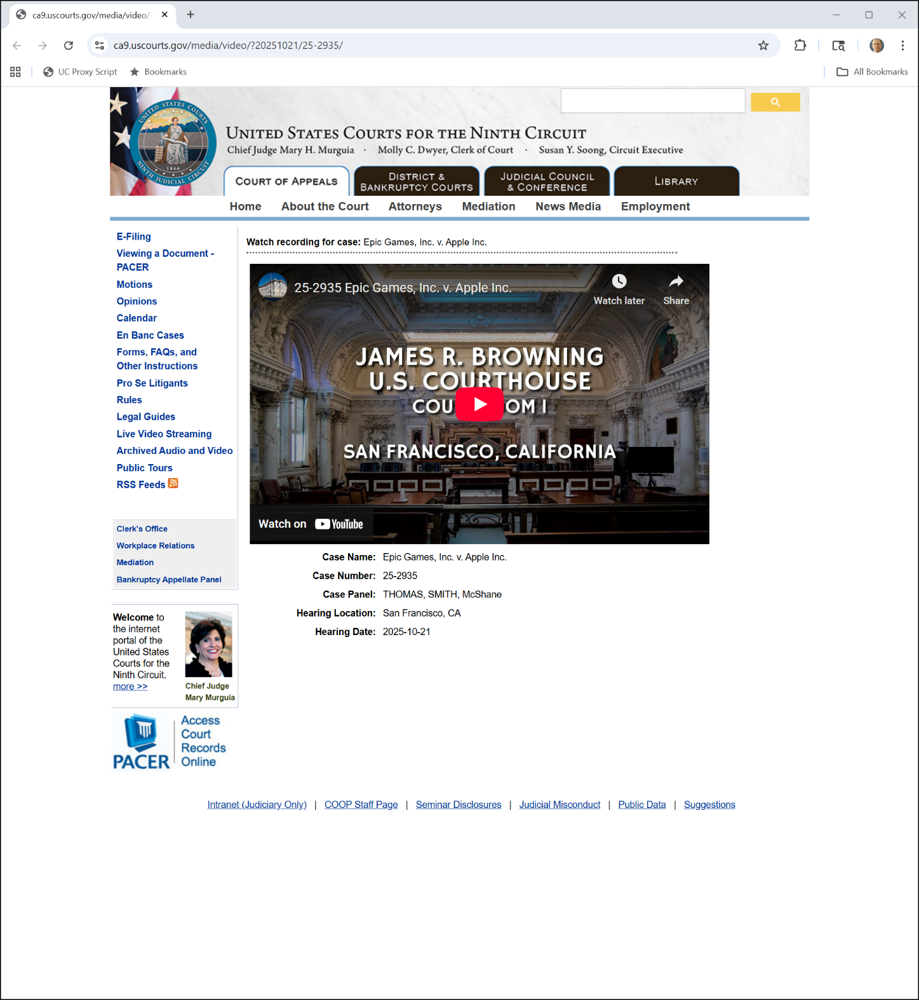 ca9.uscourts.gov/media/video/
ca9.uscourts.gov/media/video/?20251021/25-2935/
UC Proxy Script
Bookmarks
All Bookmarks
UNITED STATES COURTS
NINTH JUDICIAL CIRCUIT
1866
UNITED STATES COURTS FOR THE NINTH CIRCUIT
Chief Judge Mary H. Murguia · Molly C. Dwyer, Clerk of Court · Susan Y. Soong, Circuit Executive
COURT OF APPEALS
DISTRICT &
BANKRUPTCY COURTS
JUDICIAL COUNCIL
& CONFERENCE
LIBRARY
Home About the Court Attorneys Mediation News Media Employment
E-Filing
Viewing a Document -
PACER
Motions
Opinions
Calendar
En Banc Cases
Forms, FAQs, and
Other Instructions
Pro Se Litigants
Rules
Legal Guides
Live Video Streaming
Archived Audio and Video
Public Tours
RSS Feeds
Clerk's Office
Workplace Relations
Mediation
Bankruptcy Appellate Panel
Welcome to
the internet
portal of the
United States
Courts for the
Ninth Circuit.
more >>
Chief Judge
Mary Murguia
PACER
Access
Court
Records
Online
Watch recording for case: Epic Games, Inc. v. Apple Inc.
25-2935 Epic Games, Inc. v. Apple Inc.
Watch later
Share
JAMES R. BROWNING
U.S. COURTHOUSE
COU OM I
SAN FRANCISCO, CALIFORNIA
Watch on YouTube
Case Name: Epic Games, Inc. v. Apple Inc.
Case Number: 25-2935
Case Panel: THOMAS, SMITH, McShane
Hearing Location: San Francisco, CA
Hearing Date: 2025-10-21
Intranet (Judiciary Only) | COOP Staff Page | Seminar Disclosures | Judicial Misconduct | Public Data | Suggestions